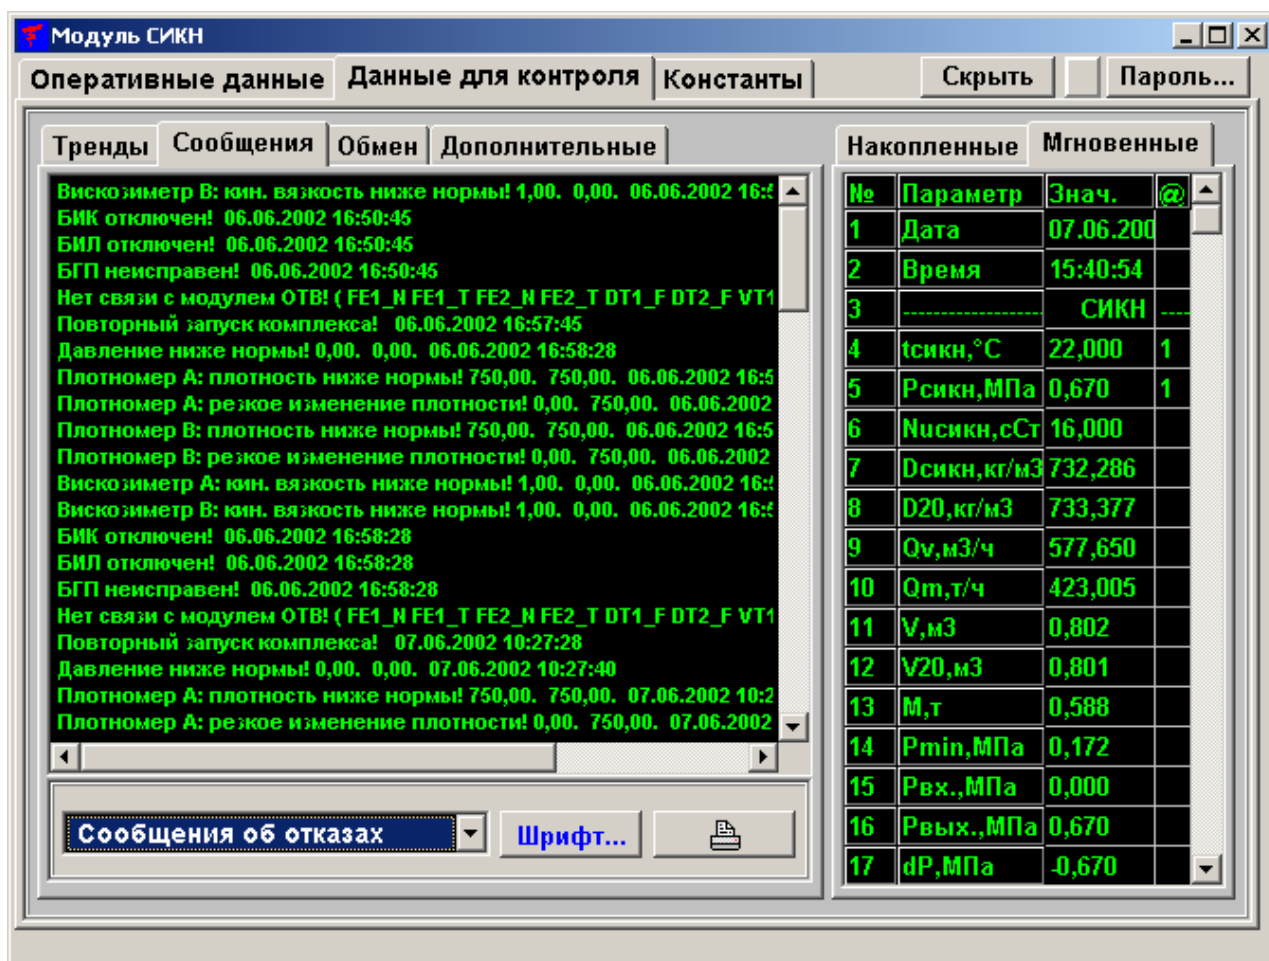 Модуль СИКН
Оперативные данные Данные для контроля Константы Скрыть Пароль...
Тренды Сообщения Обмен Дополнительные
Вискозиметр В: кин. вязкость ниже нормы! 1,00. 0,00. 06.06.2002 16:5
БИК отключен! 06.06.2002 16:50:45
БИЛ отключен! 06.06.2002 16:50:45
БГП неисправен! 06.06.2002 16:50:45
Нет связи с модулем ОТВ! ( FE1_N FE1_T FE2_N FE2_T DT1_F DT2_F VT1
Повторный запуск комплекса! 06.06.2002 16:57:45
Давление ниже нормы! 0,00. 0,00. 06.06.2002 16:58:28
Плотномер А: плотность ниже нормы! 750,00. 750,00. 06.06.2002 16:5
Плотномер А: резкое изменение плотности! 0,00. 750,00. 06.06.2002
Плотномер В: плотность ниже нормы! 750,00. 750,00. 06.06.2002 16:5
Плотномер В: резкое изменение плотности! 0,00. 750,00. 06.06.2002
Вискозиметр А: кин. вязкость ниже нормы! 1,00. 0,00. 06.06.2002 16:
Вискозиметр В: кин. вязкость ниже нормы! 1,00. 0,00. 06.06.2002 16:5
БИК отключен! 06.06.2002 16:58:28
БИЛ отключен! 06.06.2002 16:58:28
БГП неисправен! 06.06.2002 16:58:28
Нет связи с модулем ОТВ! ( FE1_N FE1_T FE2_N FE2_T DT1_F DT2_F VT1
Повторный запуск комплекса! 07.06.2002 10:27:28
Давление ниже нормы! 0,00. 0,00. 07.06.2002 10:27:40
Плотномер А: плотность ниже нормы! 750,00. 750,00. 07.06.2002 10:2
Плотномер А: резкое изменение плотности! 0,00. 750,00. 07.06.2002
Сообщения об отказах Шрифт...
Накопленные Мгновенные
№ Параметр Знач. @
1 Дата 07.06.200
2 Время 15:40:54
3 ------------------- СИКН ----
4 tсикн,°С 22,000 1
5 Рсикн,МПа 0,670 1
6 Nuсикн,сСт 16,000
7 Dсикн,кг/м3 732,286
8 D20,кг/м3 733,377
9 Qv,м3/ч 577,650
10 Qm,т/ч 423,005
11 V,м3 0,802
12 V20,м3 0,801
13 М,т 0,588
14 Pmin,МПа 0,172
15 Рвх.,МПа 0,000
16 Рвых.,МПа 0,670
17 dP,МПа -0,670